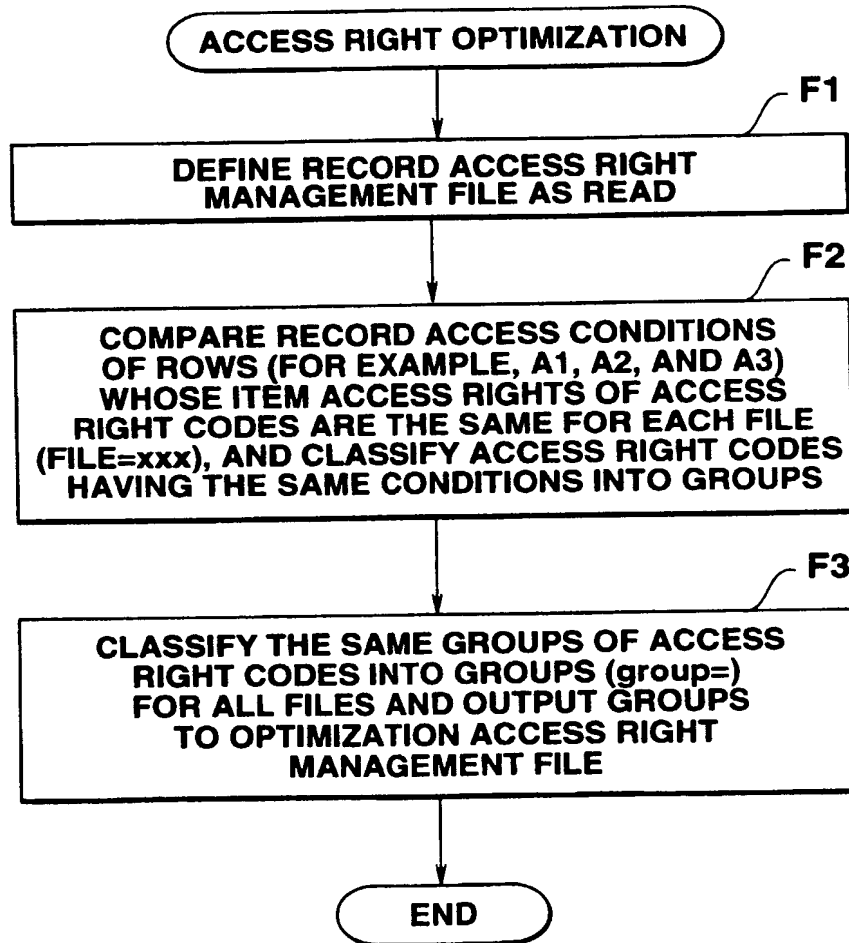 ACCESS RIGHT OPTIMIZATION
F1
DEFINE RECORD ACCESS RIGHT
MANAGEMENT FILE AS READ
F2
COMPARE RECORD ACCESS CONDITIONS
OF ROWS (FOR EXAMPLE, A1, A2, AND A3)
WHOSE ITEM ACCESS RIGHTS OF ACCESS
RIGHT CODES ARE THE SAME FOR EACH FILE
(FILE=xxx), AND CLASSIFY ACCESS RIGHT CODES
HAVING THE SAME CONDITIONS INTO GROUPS
F3
CLASSIFY THE SAME GROUPS OF ACCESS
RIGHT CODES INTO GROUPS (group=)
FOR ALL FILES AND OUTPUT GROUPS
TO OPTIMIZATION ACCESS RIGHT
MANAGEMENT FILE
END